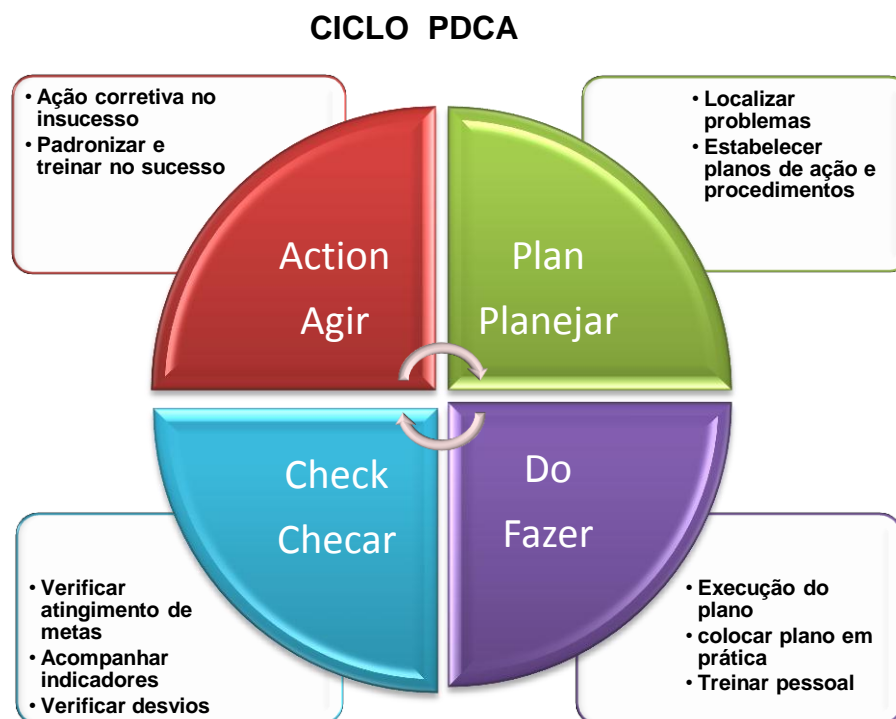 CICLO PDCA
• Ação corretiva no
insucesso
• Padronizar e
treinar no sucesso
• Localizar
problemas
• Estabelecer
planos de ação e
procedimentos
Action
Agir
Plan
Planejar
Check
Checar
Do
Fazer
• Verificar
atingimento de
metas
• Acompanhar
indicadores
• Verificar desvios
• Execução do
plano
• colocar plano em
prática
• Treinar pessoal